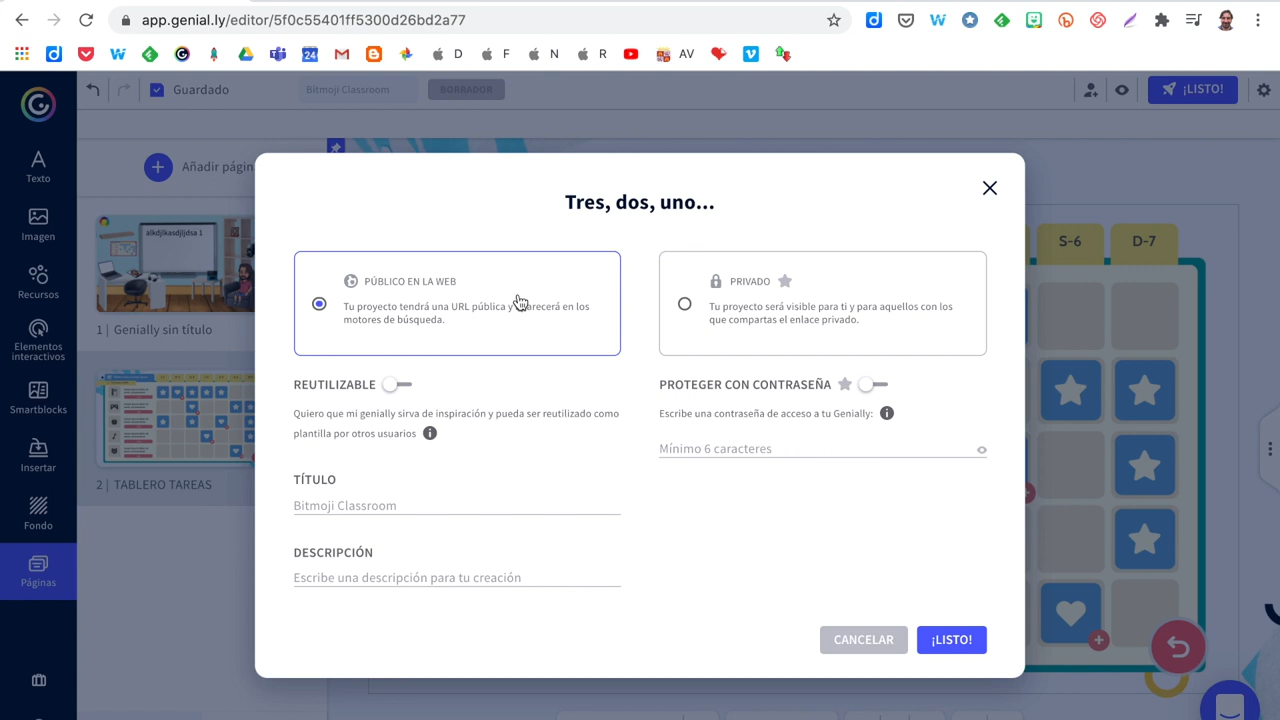 app.genial.ly/editor/5f0c55401ff5300d26bd2a77
D
F
N
R
AV
Guardado
Bitmoji Classroom
BORRADOR
¡LISTO!
Texto
Imagen
Recursos
Elementos
interactivos
Smartblocks
Insertar
Fondo
Páginas
Añadir págin
alkdjlkasdjljdsa 1
1 | Genially sin título
2 | TABLERO TAREAS
S-6
D-7
Tres, dos, uno...
PÚBLICO EN LA WEB
Tu proyecto tendrá una URL pública y aparecerá en los
motores de búsqueda.
PRIVADO
Tu proyecto será visible para ti y para aquellos con los
que compartas el enlace privado.
REUTILIZABLE
Quiero que mi genially sirva de inspiración y pueda ser reutilizado como
plantilla por otros usuarios
PROTEGER CON CONTRASEÑA
Escribe una contraseña de acceso a tu Genially:
Mínimo 6 caracteres
TÍTULO
Bitmoji Classroom
DESCRIPCIÓN
Escribe una descripción para tu creación
CANCELAR
¡LISTO!